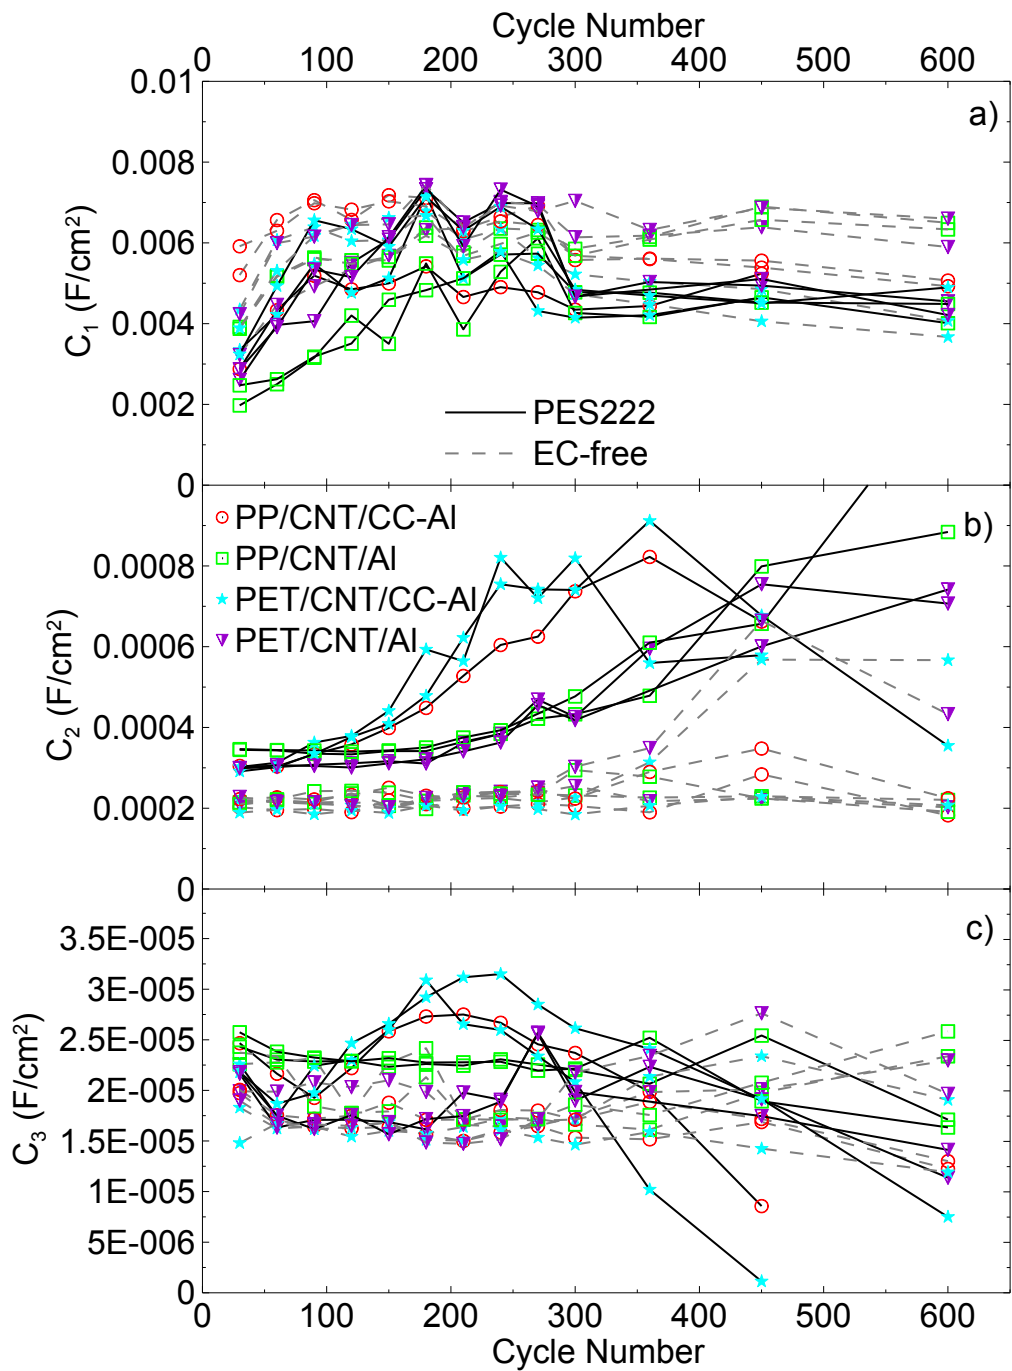 Cycle Number
0 100 200 300 400 500 600
0.01
0.008
0.006
0.004
0.002
0
C₁ (F/cm²)
a)
PES222
EC-free
b)
PP/CNT/CC-Al
PP/CNT/Al
PET/CNT/CC-Al
PET/CNT/Al
0.0008
0.0006
0.0004
0.0002
0
C₂ (F/cm²)
c)
3.5E-005
3E-005
2.5E-005
2E-005
1.5E-005
1E-005
5E-006
0
C₃ (F/cm²)
0 100 200 300 400 500 600
Cycle Number